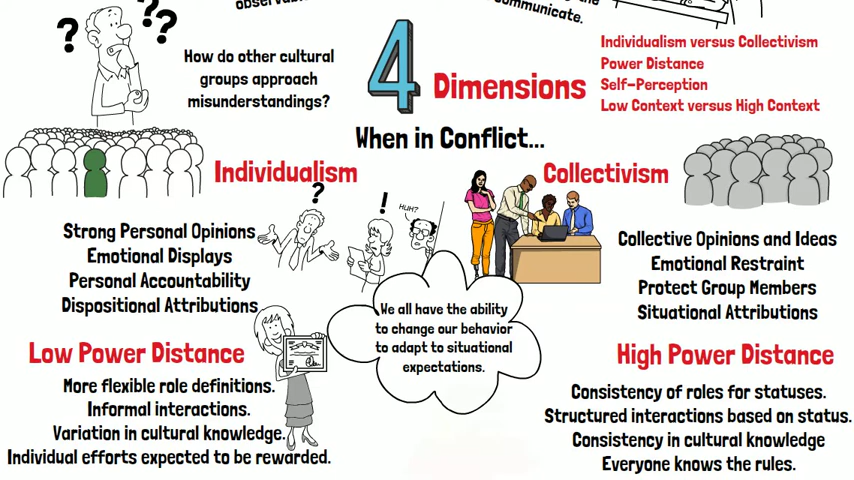 communicate.
?
?
?
?
How do other cultural
groups approach
misunderstandings?
4
Dimensions
Individualism versus Collectivism
Power Distance
Self-Perception
Low Context versus High Context
When in Conflict...
Individualism
Collectivism
?
!
HUH?
Strong Personal Opinions
Emotional Displays
Personal Accountability
Dispositional Attributions
Collective Opinions and Ideas
Emotional Restraint
Protect Group Members
Situational Attributions
We all have the ability
to change our behavior
to adapt to situational
expectations.
Low Power Distance
More flexible role definitions.
Informal interactions.
Variation in cultural knowledge.
Individual efforts expected to be rewarded.
High Power Distance
Consistency of roles for statuses.
Structured interactions based on status.
Consistency in cultural knowledge
Everyone knows the rules.